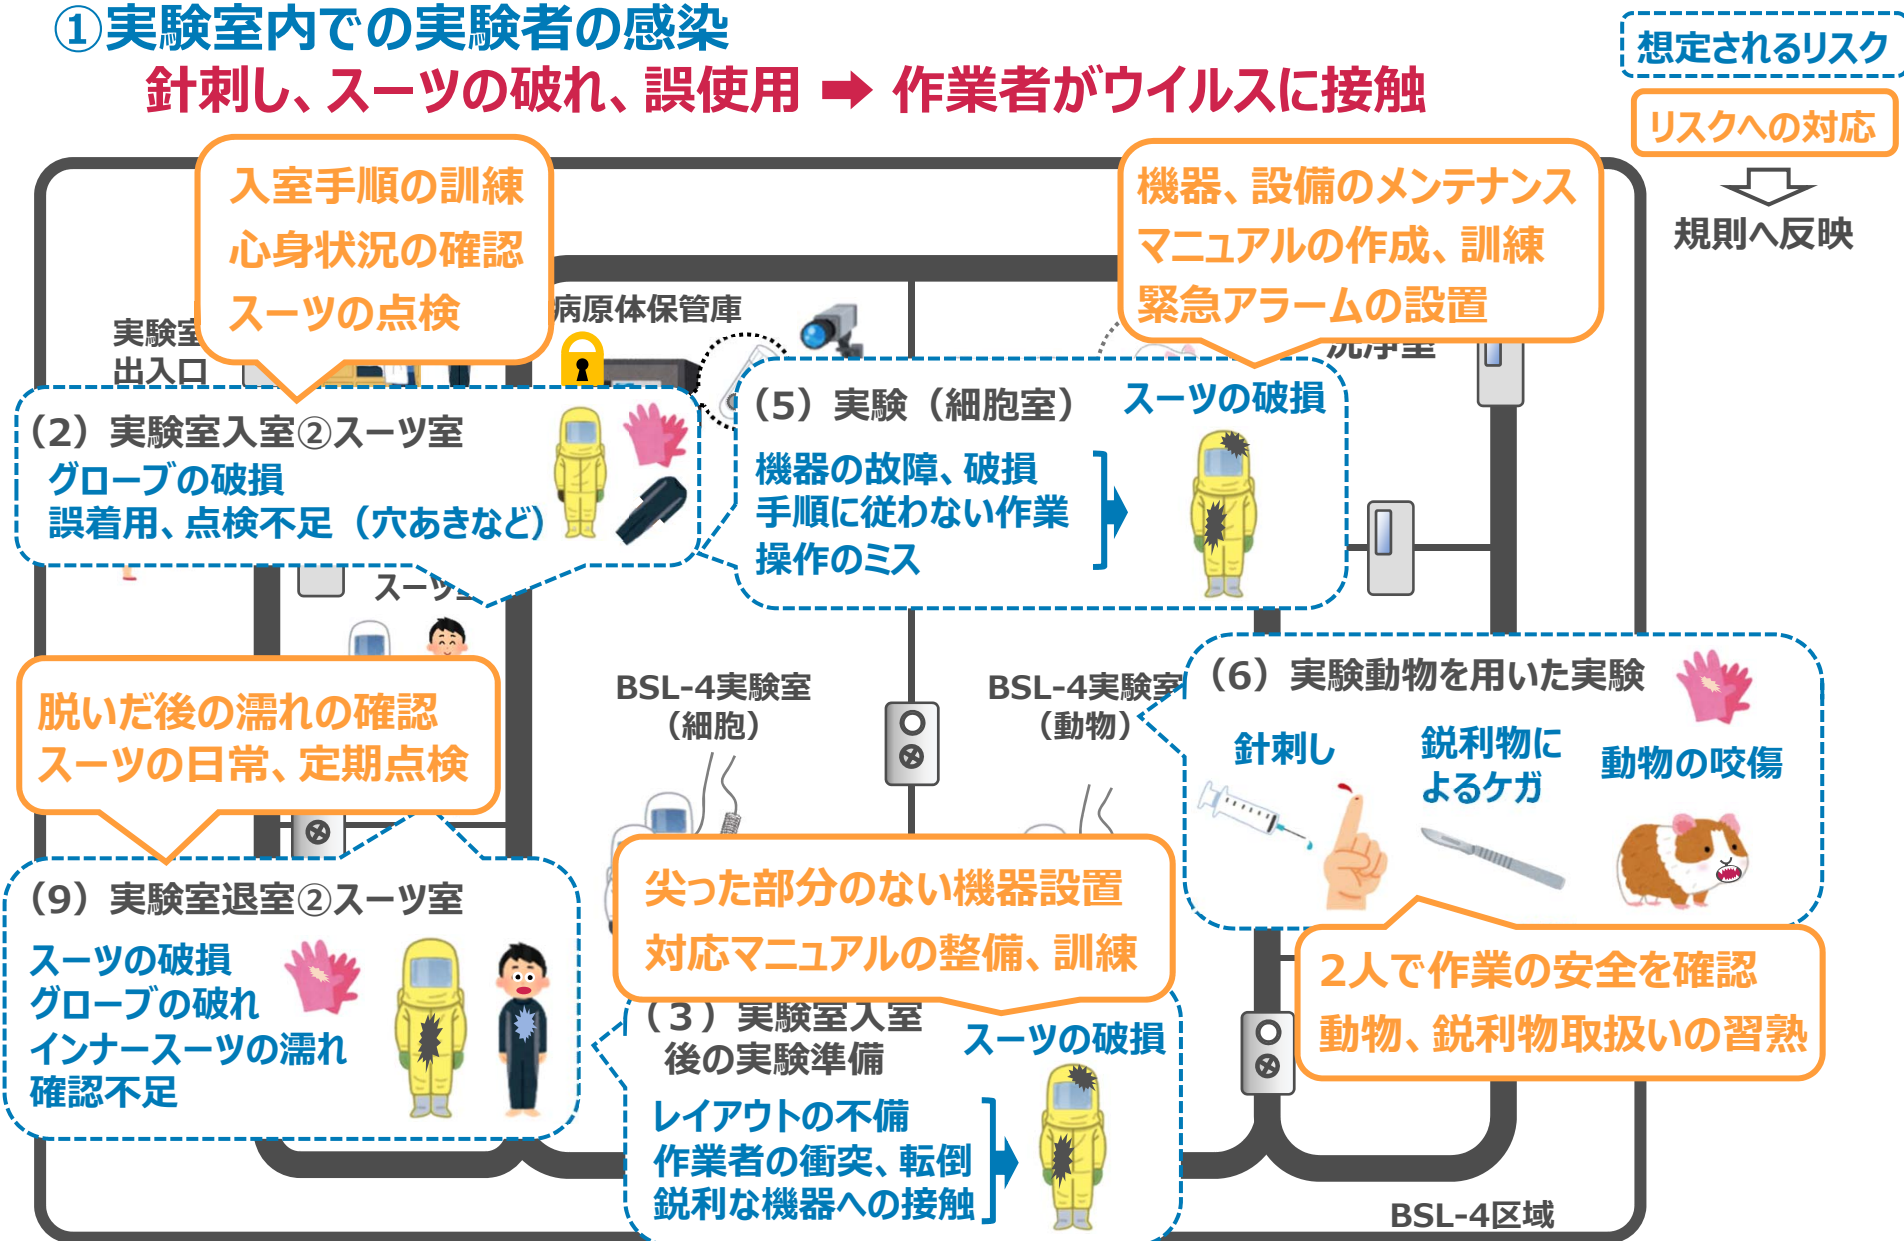 ①実験室内での実験者の感染
針刺し、スーツの破れ、誤使用 ➡ 作業者がウイルスに接触
想定されるリスク
リスクへの対応
規則へ反映
入室手順の訓練
心身状況の確認
スーツの点検
機器、設備のメンテナンス
マニュアルの作成、訓練
緊急アラームの設置
実験室
出入口
病原体保管庫
洗浄室
(2) 実験室入室②スーツ室
グローブの破損
誤着用、点検不足（穴あきなど）
(5) 実験（細胞室）
スーツの破損
機器の故障、破損
手順に従わない作業
操作のミス
スーツ室
脱いだ後の濡れの確認
スーツの日常、定期点検
BSL-4実験室
（細胞）
BSL-4実験室
（動物）
(6) 実験動物を用いた実験
針刺し
鋭利物に
よるケガ
動物の咬傷
(9) 実験室退室②スーツ室
スーツの破損
グローブの破れ
インナースーツの濡れ
確認不足
尖った部分のない機器設置
対応マニュアルの整備、訓練
2人で作業の安全を確認
動物、鋭利物取扱いの習熟
(３) 実験室入室
後の実験準備
スーツの破損
レイアウトの不備
作業者の衝突、転倒
鋭利な機器への接触
BSL-4区域